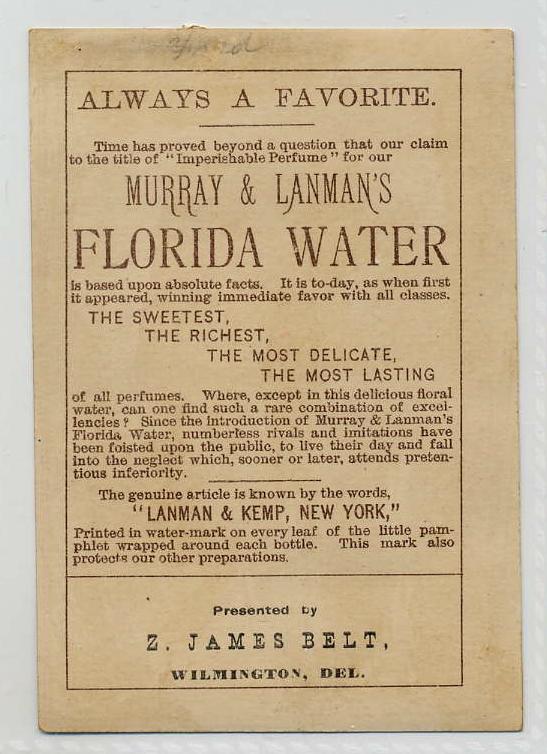 ALWAYS A FAVORITE.
Time has proved beyond a question that our claim
to the title of "Imperishable Perfume" for our
MURRAY & LANMAN'S
FLORIDA WATER
is based upon absolute facts. It is to-day, as when first
it appeared, winning immediate favor with all classes.
THE SWEETEST,
THE RICHEST,
THE MOST DELICATE,
THE MOST LASTING
of all perfumes. Where, except in this delicious floral
water, can one find such a rare combination of excel-
lencies? Since the introduction of Murray & Lanman's
Florida Water, numberless rivals and imitations have
been foisted upon the public, to live their day and fall
into the neglect which, sooner or later, attends preten-
tious inferiority.
The genuine article is known by the words,
"LANMAN & KEMP, NEW YORK,"
Printed in water-mark on every leaf of the little pam-
phlet wrapped around each bottle. This mark also
protects our other preparations.
Presented by
Z. JAMES BELT,
WILMINGTON, DEL.